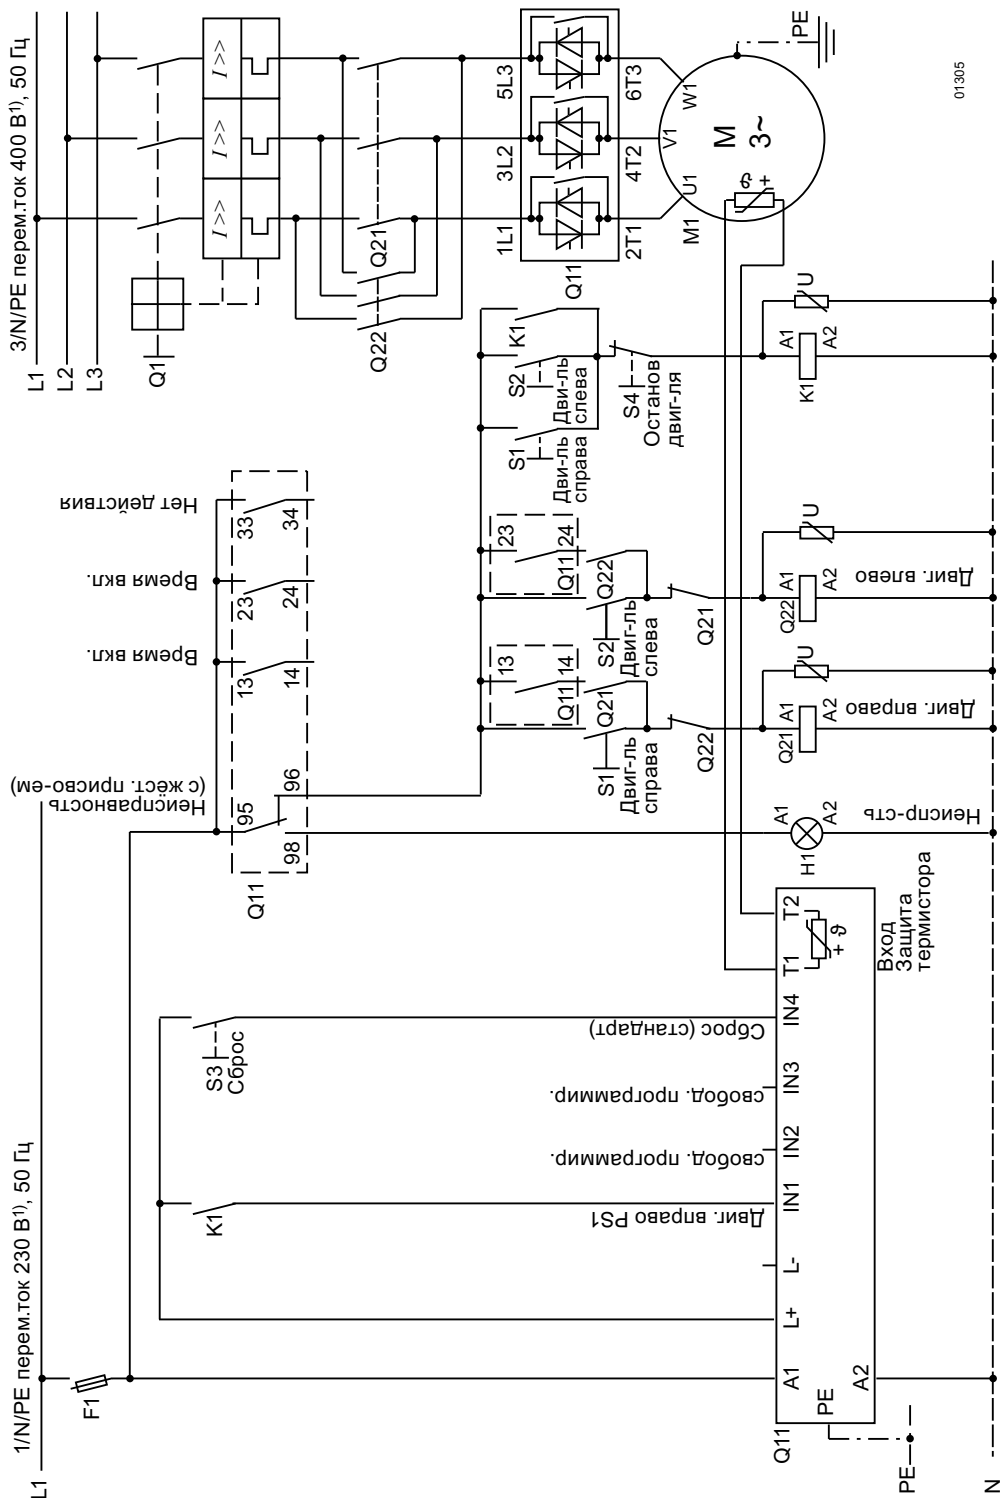 1/N/PE перем.ток 230 В¹⁾, 50 Гц
L1
F1
3/N/PE перем.ток 400 В¹⁾, 50 Гц
L1
L2
L3
Q1
I >>
I >>
I >>
Q21
Q22
1L1
3L2
5L3
Q11
2T1
4T2
6T3
M1
U1
V1
W1
M
3~
ϑ +
PE
01305
Неисправность
(с жёст. присво-ем)
Время вкл.
Время вкл.
Нет действия
Q11
95
96
98
13
14
23
24
33
34
K1
S3
Сброс
S1
Двиг-ль
справа
13
Q11
14
Q21
Q22
S2
Двиг-ль
слева
23
Q11
24
Q22
Q21
S1
Дви-ль
справа
S2
Дви-ль
слева
K1
S4
Останов
двиг-ля
H1
A1
A2
Неиспр-сть
Q21
A1
A2
U
Двиг. вправо
Q22
A1
A2
U
Двиг. влево
K1
A1
A2
U
Двиг. вправо PS1
свобод. программир.
свобод. программир.
Сброс (стандарт)
Q11
A1
L+
L-
IN1
IN2
IN3
IN4
T1
T2
+ ϑ
PE
A2
Вход
Защита
термистора
PE
N